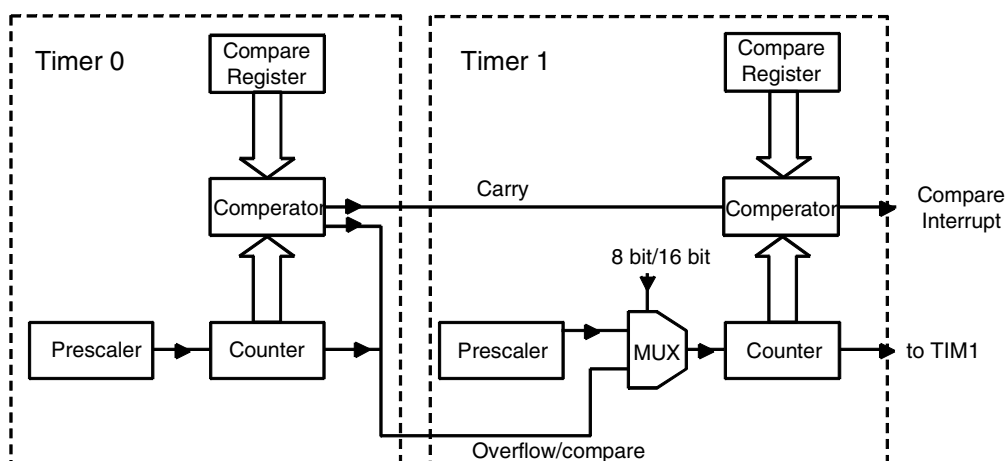 Timer 0
Compare
Register
Timer 1
Compare
Register
Comperator
Carry
Comperator
Compare
Interrupt
8 bit/16 bit
Prescaler
Counter
Prescaler
MUX
Counter
to TIM1
Overflow/compare